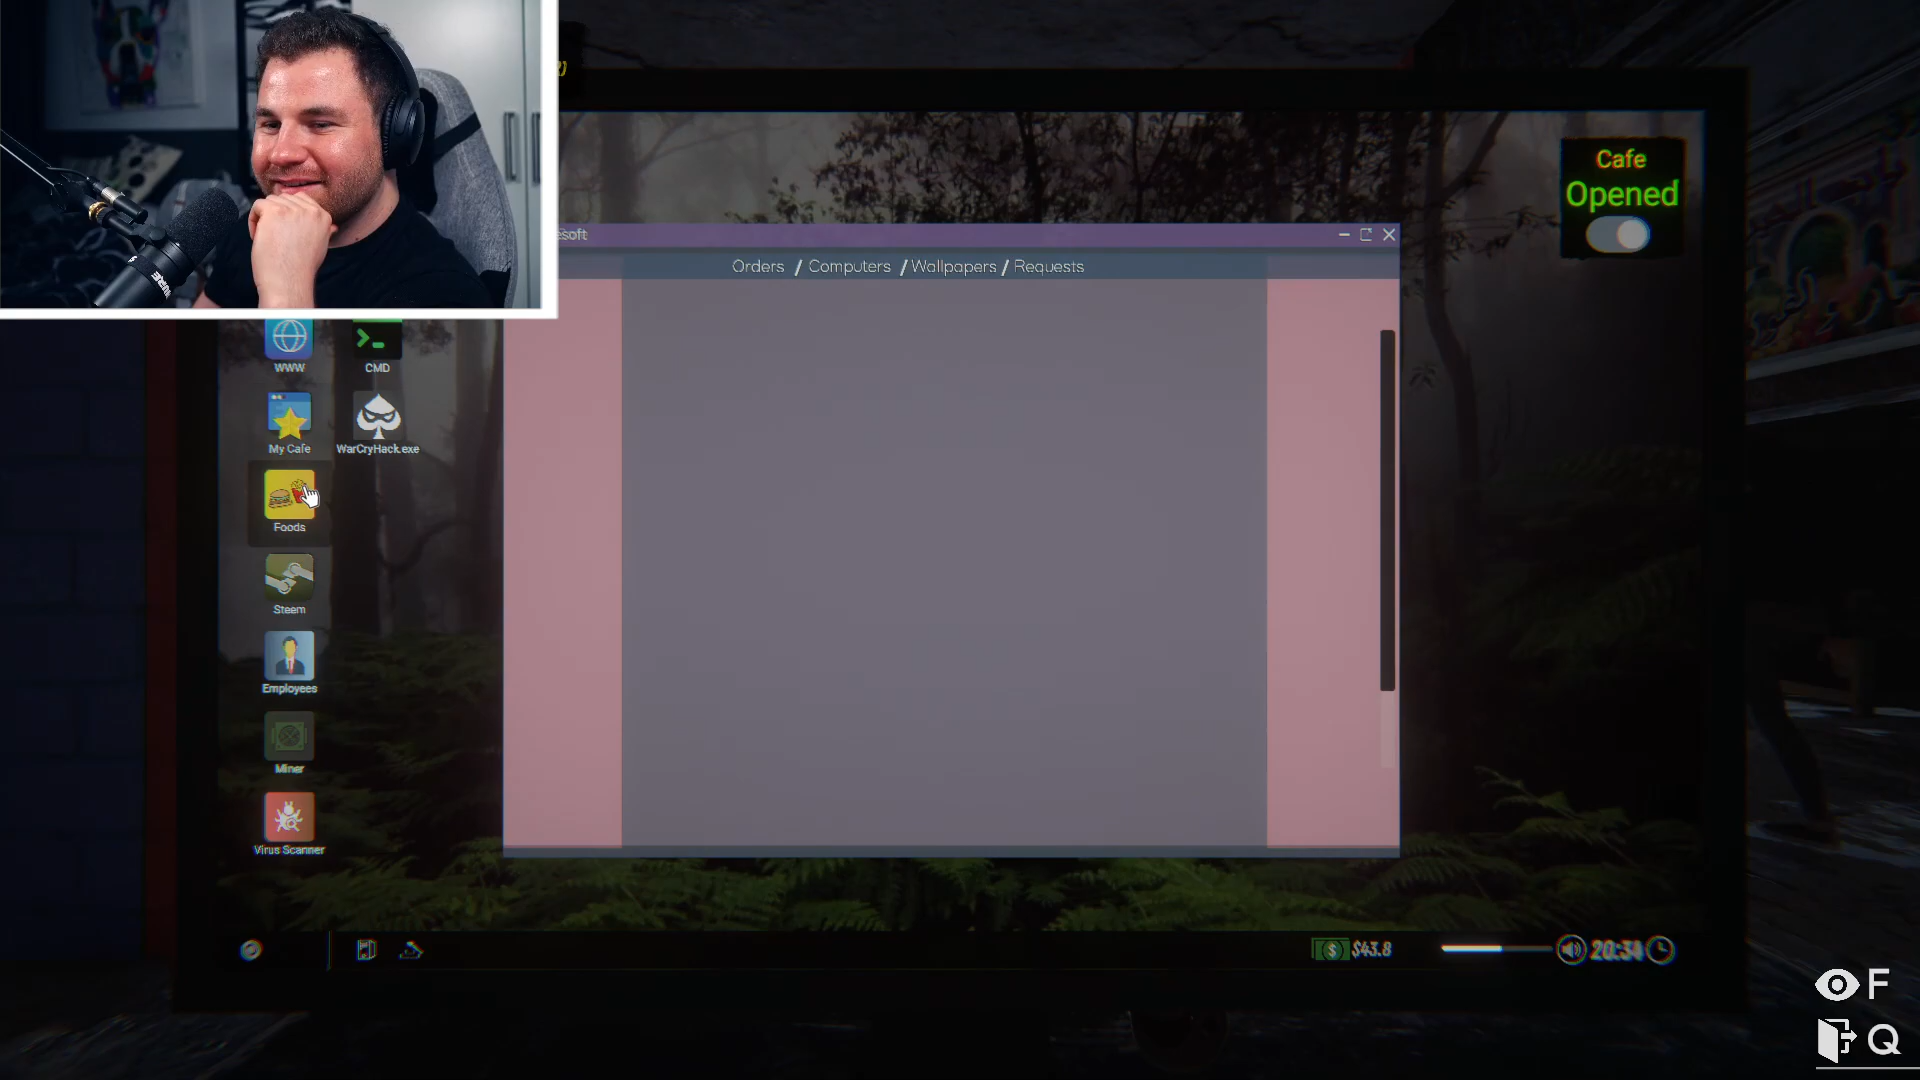 Cafe
Opened
Orders / Computers / Wallpapers / Requests
WWW
CMD
My Cafe
WarCryHack.exe
Foods
Steem
Employees
Miner
Virus Scanner
$43.8
20:34
F
Q